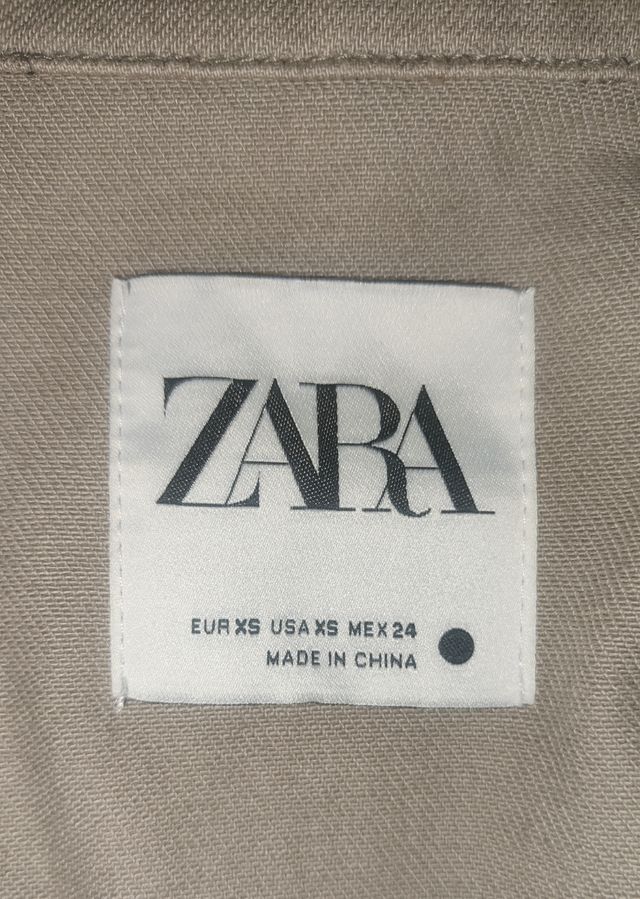 ZARA
EUR XS USA XS MEX 24
MADE IN CHINA